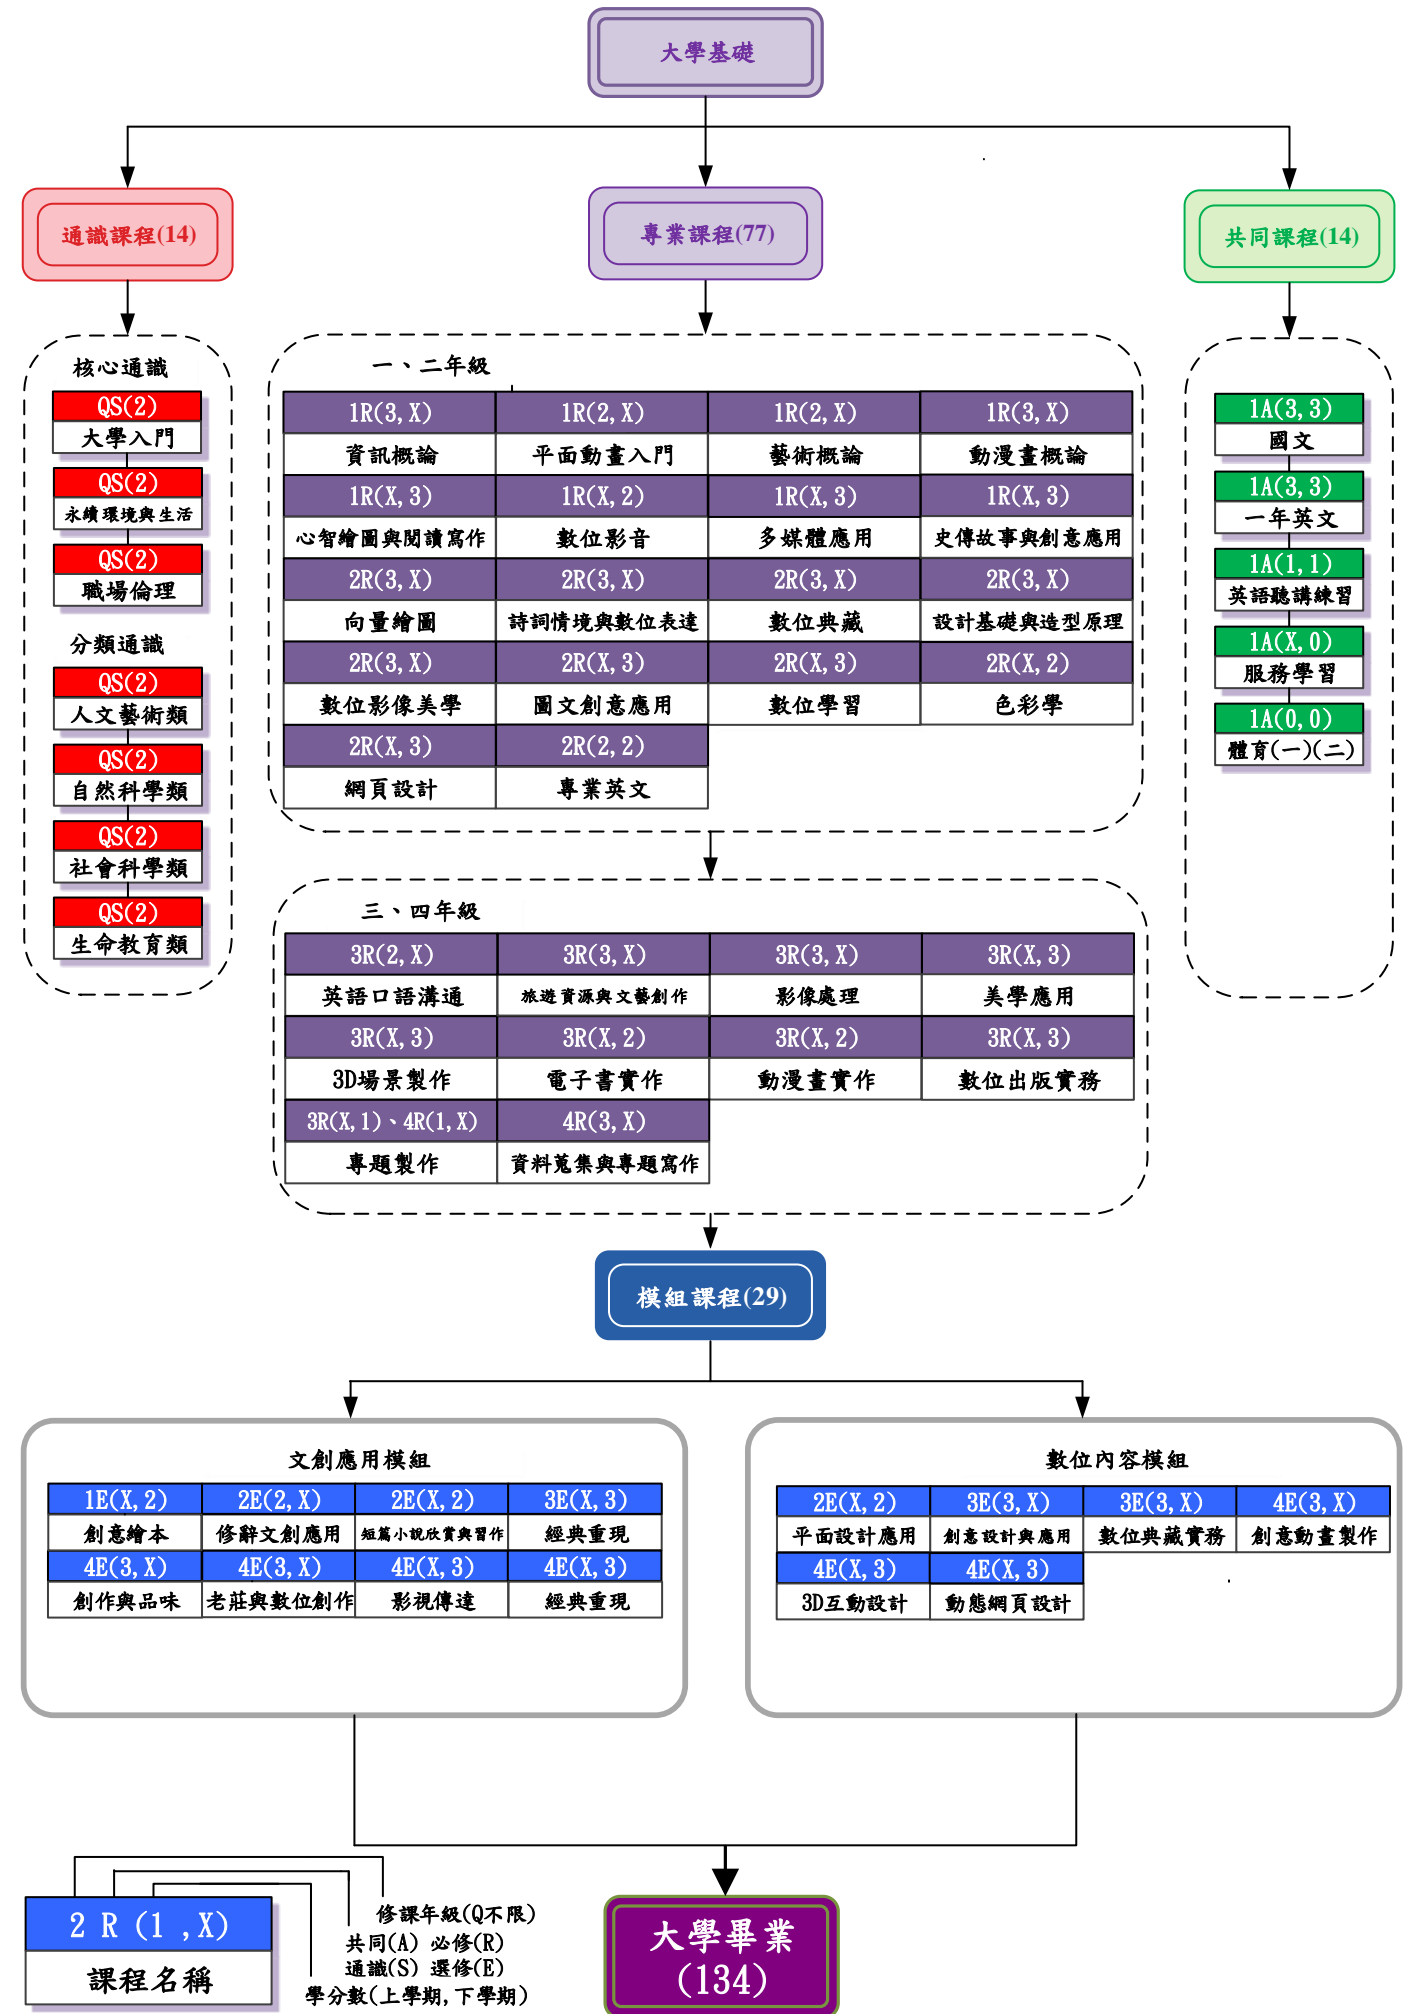 大學基礎
通識課程(14)
專業課程(77)
共同課程(14)
核心通識
QS(2)
大學入門
QS(2)
永續環境與生活
QS(2)
職場倫理
分類通識
QS(2)
人文藝術類
QS(2)
自然科學類
QS(2)
社會科學類
QS(2)
生命教育類
一、二年級
1R(3,X) 1R(2,X) 1R(2,X) 1R(3,X)
資訊概論 平面動畫入門 藝術概論 動漫畫概論
1R(X,3) 1R(X,2) 1R(X,3) 1R(X,3)
心智繪圖與閱讀寫作 數位影音 多媒體應用 史傳故事與創意應用
2R(3,X) 2R(3,X) 2R(3,X) 2R(3,X)
向量繪圖 詩詞情境與數位表達 數位典藏 設計基礎與造型原理
2R(3,X) 2R(X,3) 2R(X,3) 2R(X,2)
數位影像美學 圖文創意應用 數位學習 色彩學
2R(X,3) 2R(2,2)
網頁設計 專業英文
三、四年級
3R(2,X) 3R(3,X) 3R(3,X) 3R(X,3)
英語口語溝通 旅遊資源與文藝創作 影像處理 美學應用
3R(X,3) 3R(X,2) 3R(X,2) 3R(X,3)
3D場景製作 電子書實作 動漫畫實作 數位出版實務
3R(X,1)、4R(1,X) 4R(3,X)
專題製作 資料蒐集與專題寫作
1A(3,3)
國文
1A(3,3)
一年英文
1A(1,1)
英語聽講練習
1A(X,0)
服務學習
1A(0,0)
體育(一)(二)
模組課程(29)
文創應用模組
1E(X,2) 2E(2,X) 2E(X,2) 3E(X,3)
創意繪本 修辭文創應用 短篇小說欣賞與習作 經典重現
4E(3,X) 4E(3,X) 4E(X,3) 4E(X,3)
創作與品味 老莊與數位創作 影視傳達 經典重現
數位內容模組
2E(X,2) 3E(3,X) 3E(3,X) 4E(3,X)
平面設計應用 創意設計與應用 數位典藏實務 創意動畫製作
4E(X,3) 4E(X,3)
3D互動設計 動態網頁設計
2 R (1 ,X)
課程名稱
修課年級(Q不限)
共同(A) 必修(R)
通識(S) 選修(E)
學分數(上學期,下學期)
大學畢業
(134)